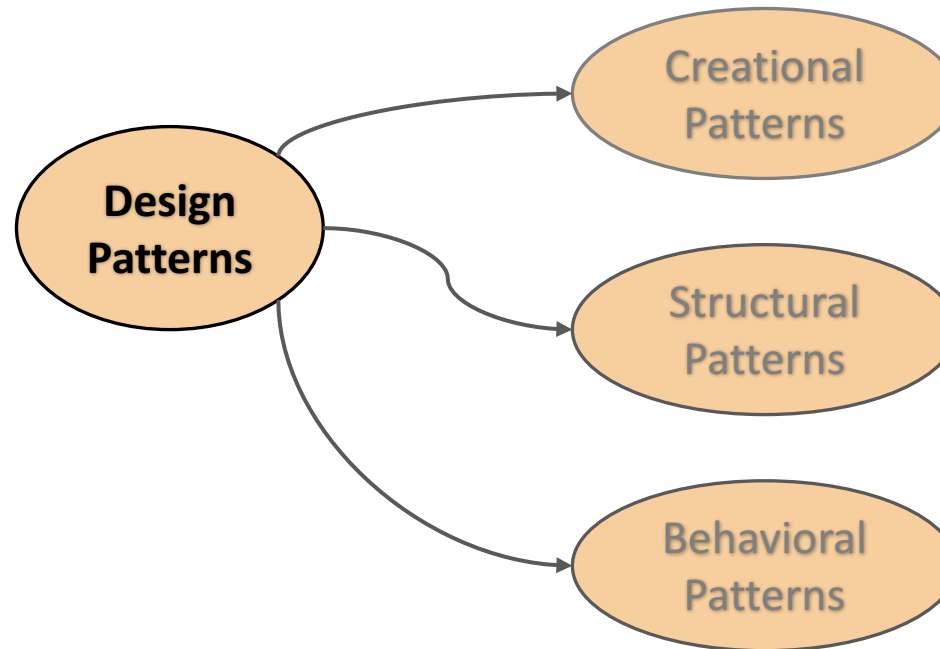 Design
Patterns
Creational
Patterns
Structural
Patterns
Behavioral
Patterns